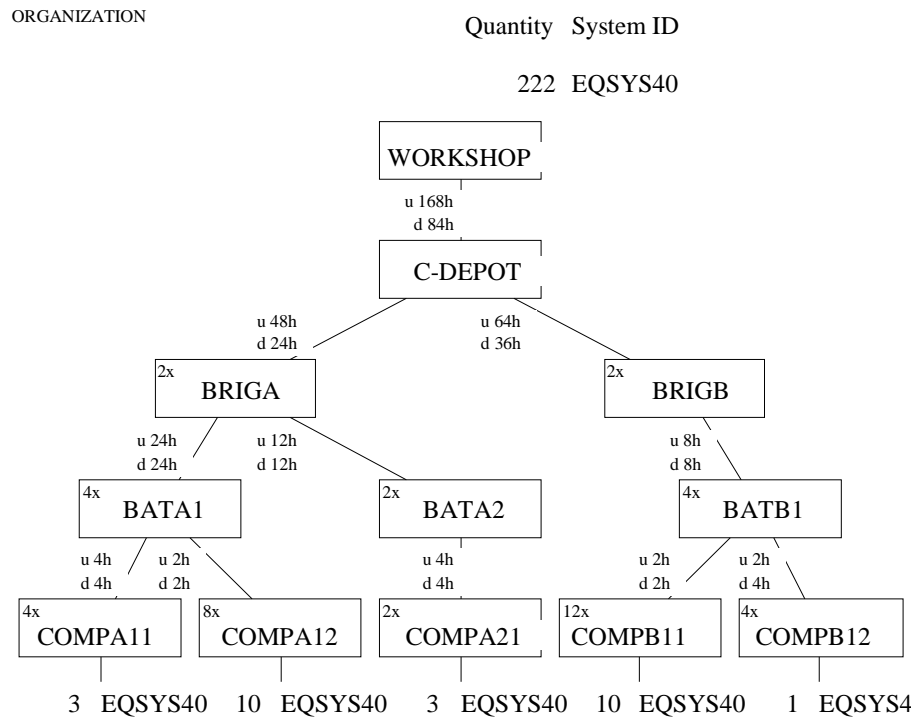 ORGANIZATION
Quantity System ID
222 EQSYS40
WORKSHOP
u 168h
d 84h
C-DEPOT
u 48h
d 24h
u 64h
d 36h
2x
BRIGA
2x
BRIGB
u 24h
d 24h
u 12h
d 12h
u 8h
d 8h
4x
BATA1
2x
BATA2
4x
BATB1
u 4h
d 4h
u 2h
d 2h
u 4h
d 4h
u 2h
d 2h
u 2h
d 4h
4x
COMPA11
8x
COMPA12
2x
COMPA21
12x
COMPB11
4x
COMPB12
3 EQSYS40
10 EQSYS40
3 EQSYS40
10 EQSYS40
1 EQSYS4